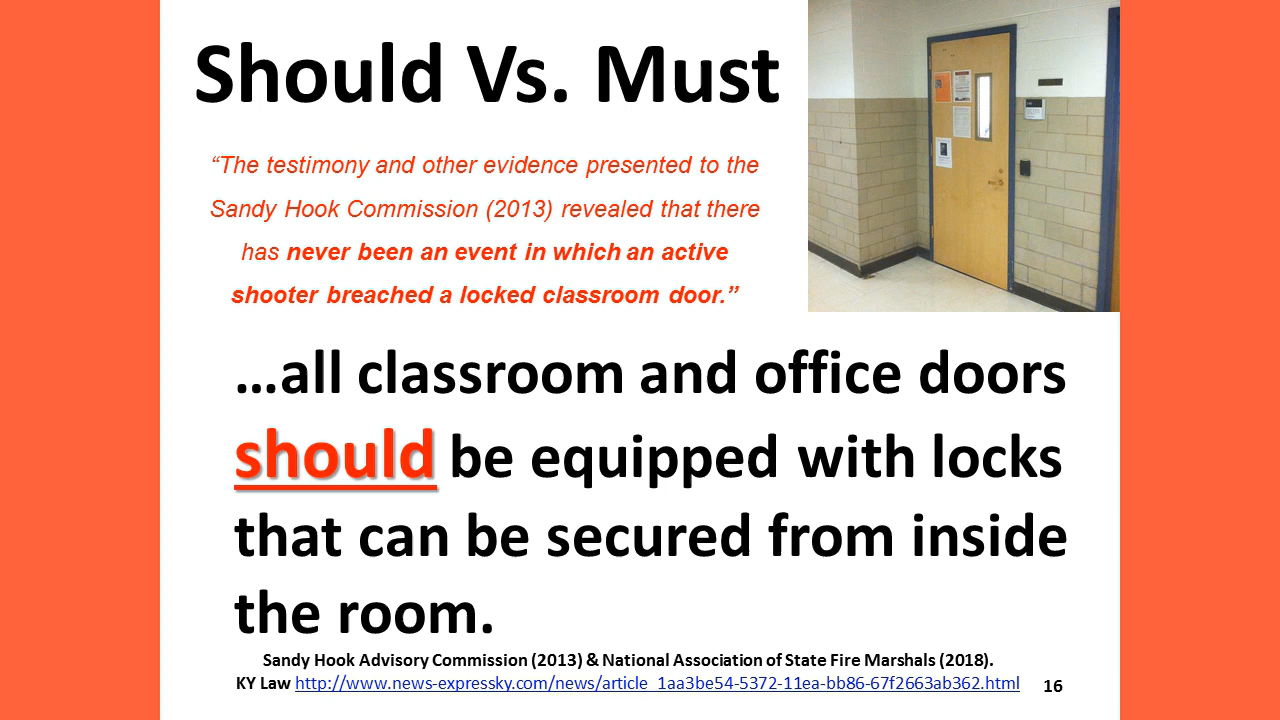 Should Vs. Must
“The testimony and other evidence presented to the
Sandy Hook Commission (2013) revealed that there
has never been an event in which an active
shooter breached a locked classroom door.”
…all classroom and office doors
should be equipped with locks
that can be secured from inside
the room.
Sandy Hook Advisory Commission (2013) & National Association of State Fire Marshals (2018).
KY Law http://www.news-expressky.com/news/article_1aa3be54-5372-11ea-bb86-67f2663ab362.html
16